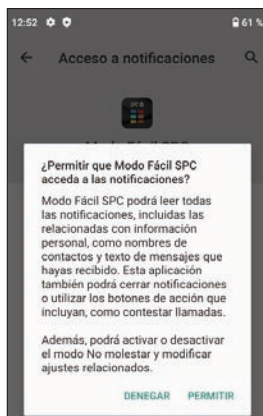 12:52
61 %
Acceso a notificaciones
¿Permitir que Modo Fácil SPC
acceda a las notificaciones?
Modo Fácil SPC podrá leer todas
las notificaciones, incluidas las
relacionadas con información
personal, como nombres de
contactos y texto de mensajes que
hayas recibido. Esta aplicación
también podrá cerrar notificaciones
o utilizar los botones de acción que
incluyan, como contestar llamadas.
Además, podrá activar o desactivar
el modo No molestar y modificar
ajustes relacionados.
DENEGAR PERMITIR